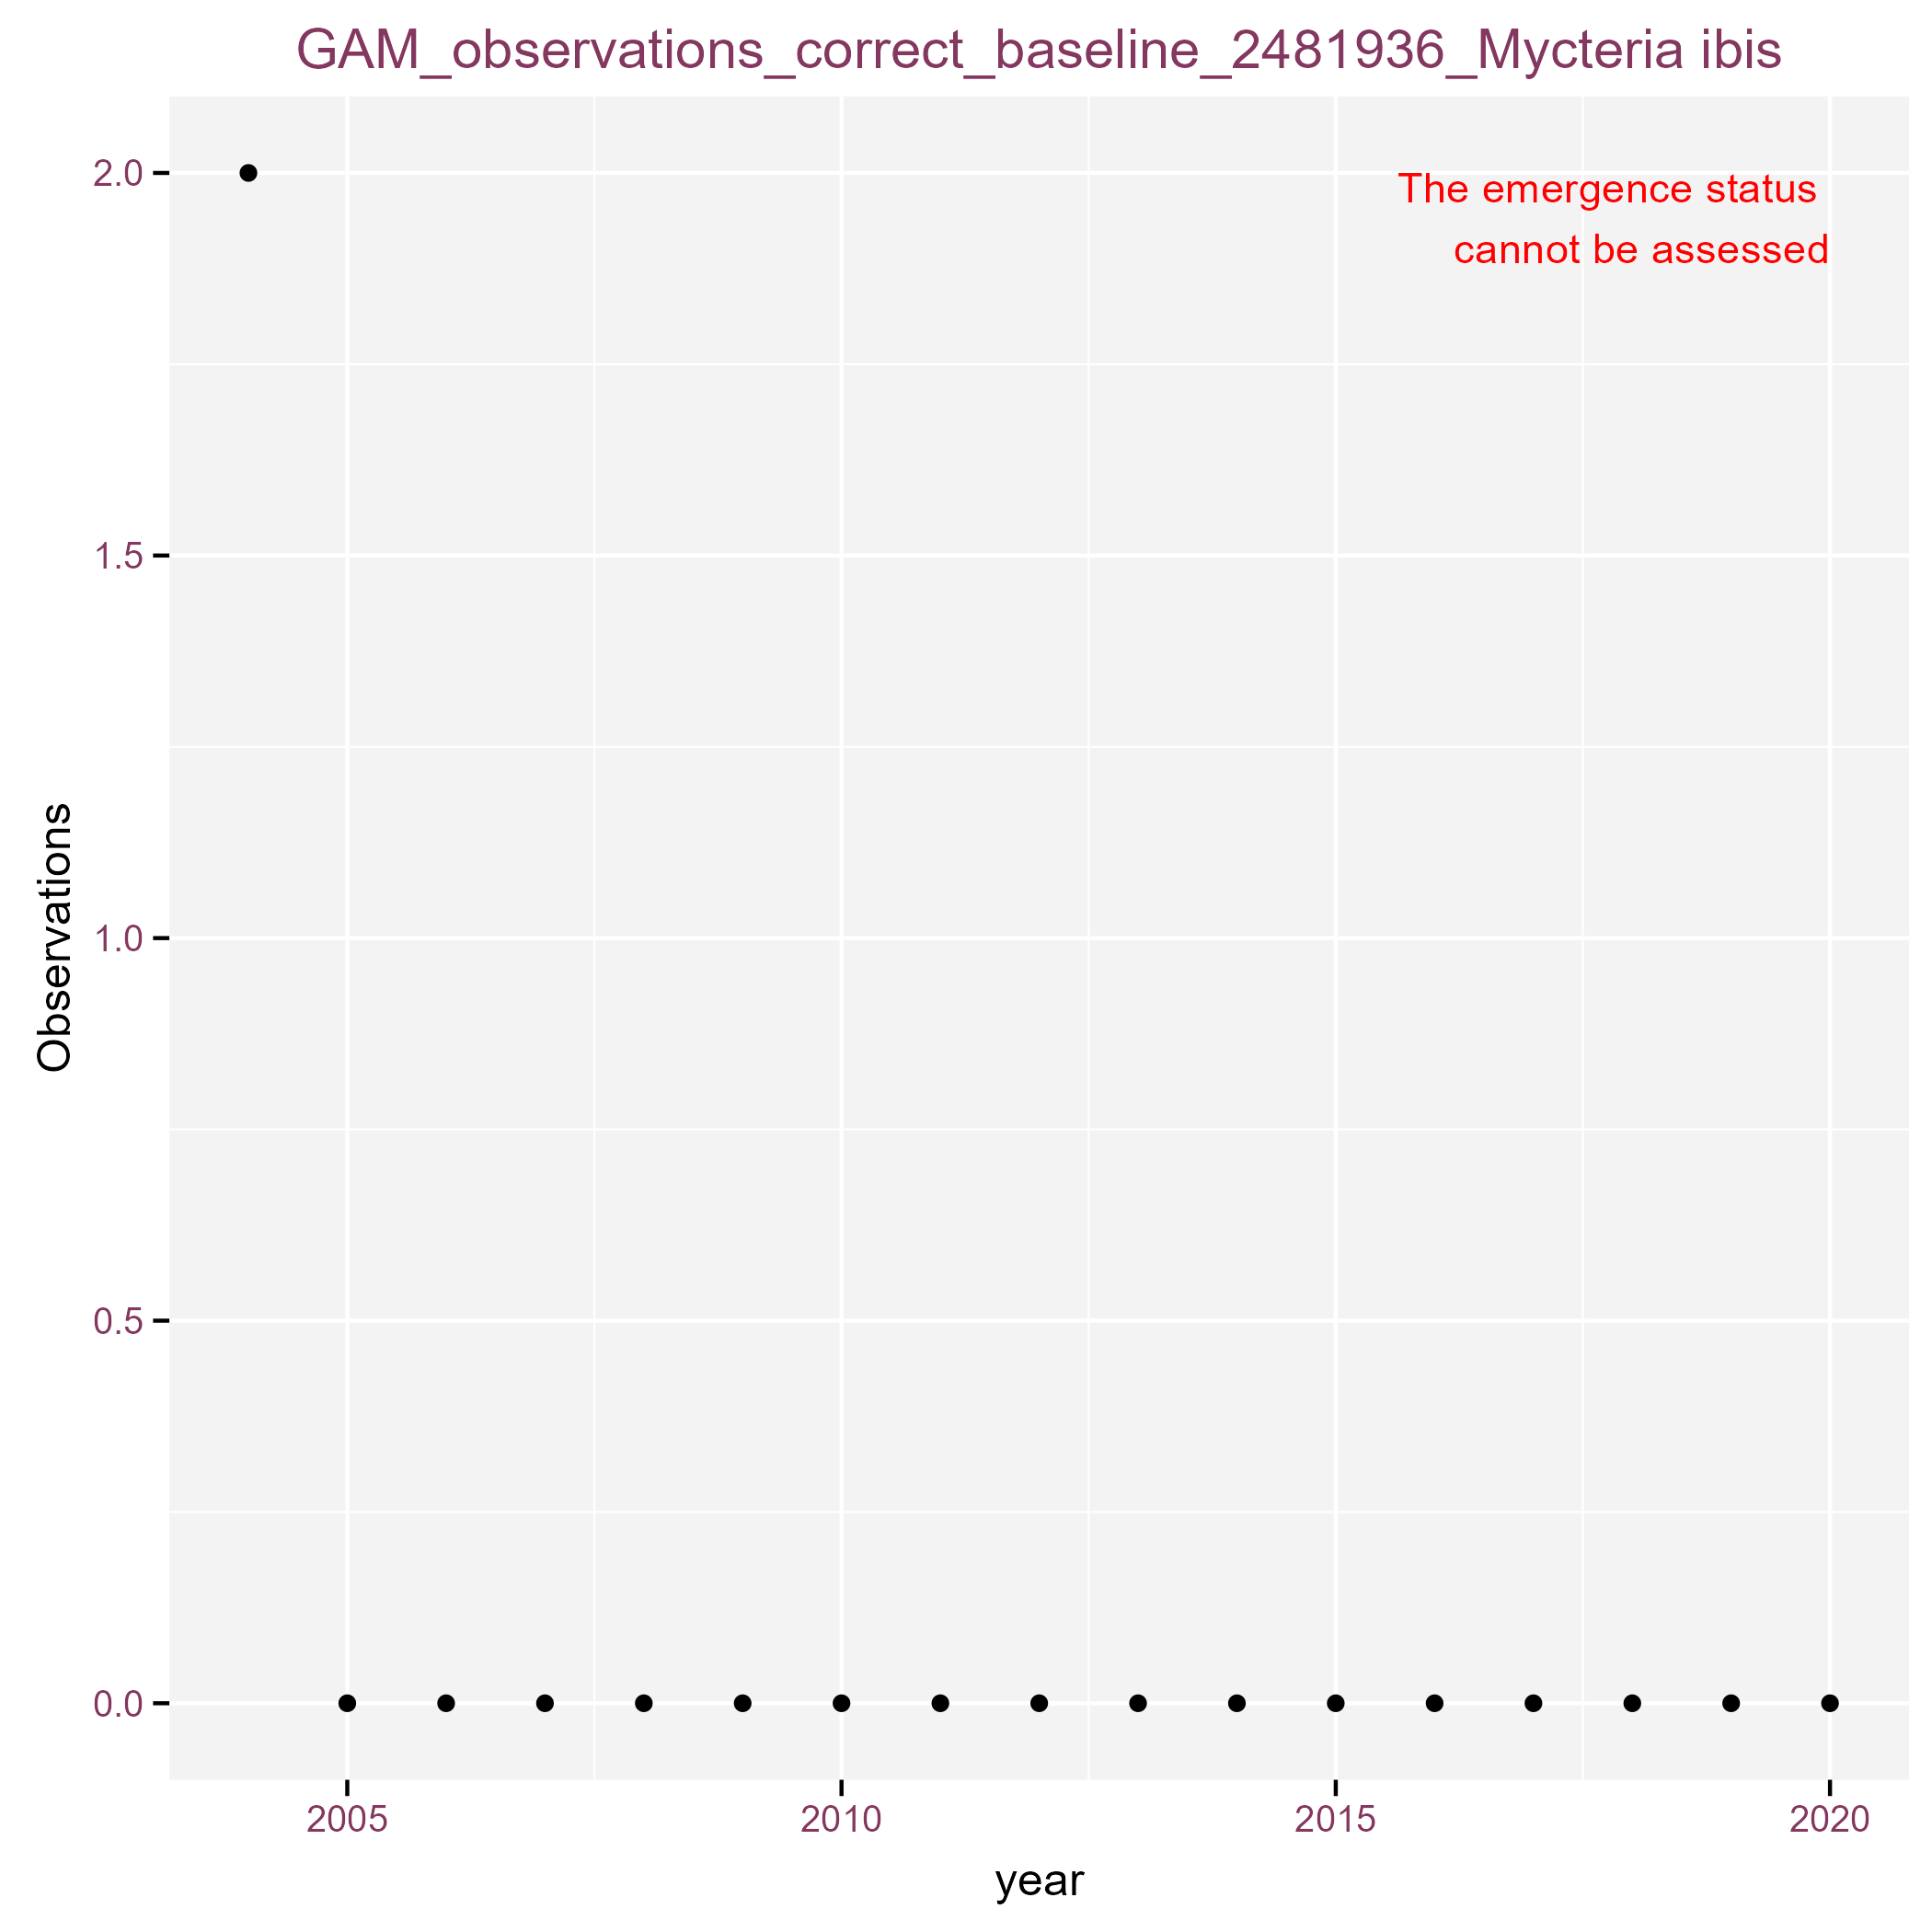 GAM_observations_correct_baseline_2481936_Mycteria ibis
The emergence status
cannot be assessed
2.0
1.5
1.0
0.5
0.0
Observations
2005 2010 2015 2020
year